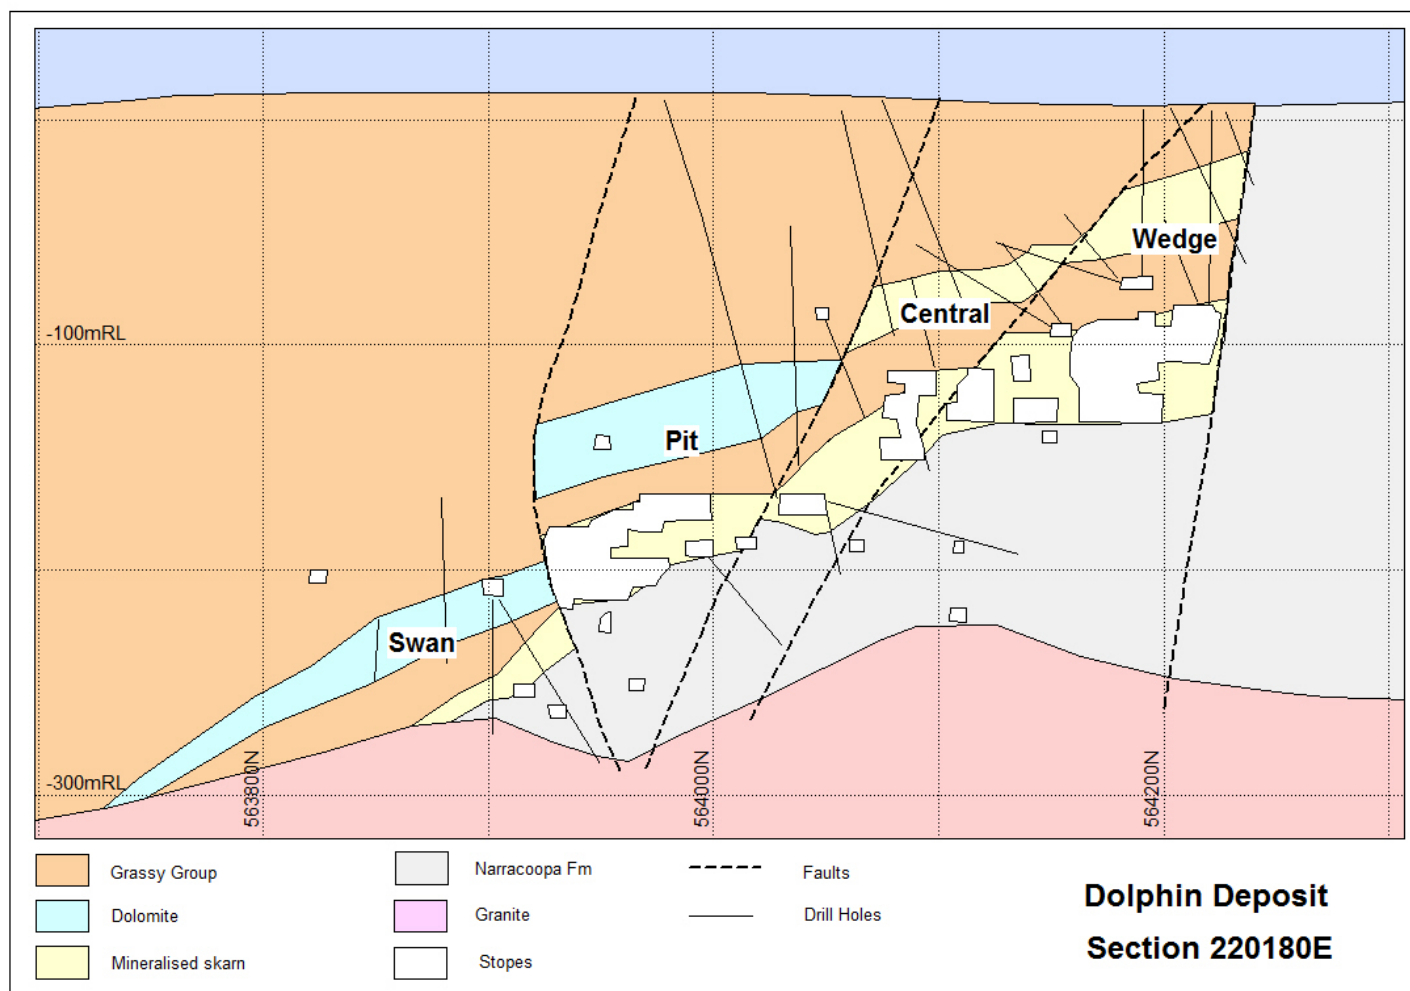 Wedge
Central
-100mRL
Pit
Swan
-300mRL
563800N
564000N
564200N
Grassy Group
Narracoopa Fm
Faults
Dolomite
Granite
Drill Holes
Mineralised skarn
Stopes
Dolphin Deposit
Section 220180E